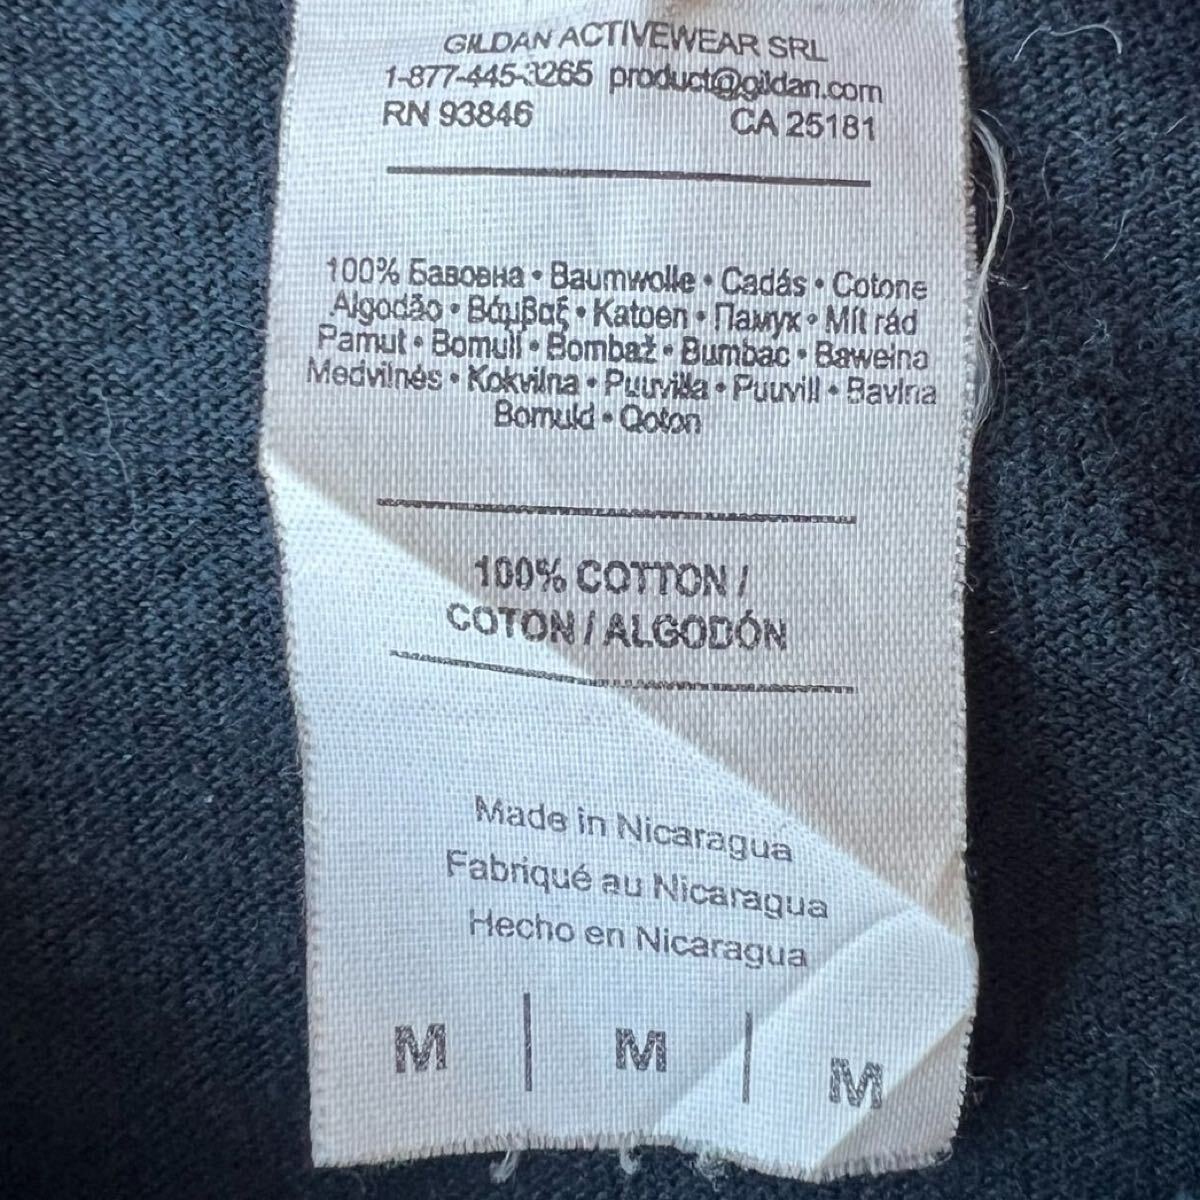 GILDAN ACTIVEWEAR SRL
1-877-445-3265 product@gildan.com
RN 93846 CA 25181
100% Бавовна • Baumwolle • Cadás • Cotone
Algodão • Βάμβαξ • Katoen • Памук • Mít rád
Pamut • Bomull • Bombaž • Bumbac • Bawełna
Medvilnės • Kokvilna • Puuvilla • Puuvill • Bavlna
Bomuld • Qoton
100% COTTON /
COTON / ALGODÓN
Made in Nicaragua
Fabriqué au Nicaragua
Hecho en Nicaragua
M | M | M